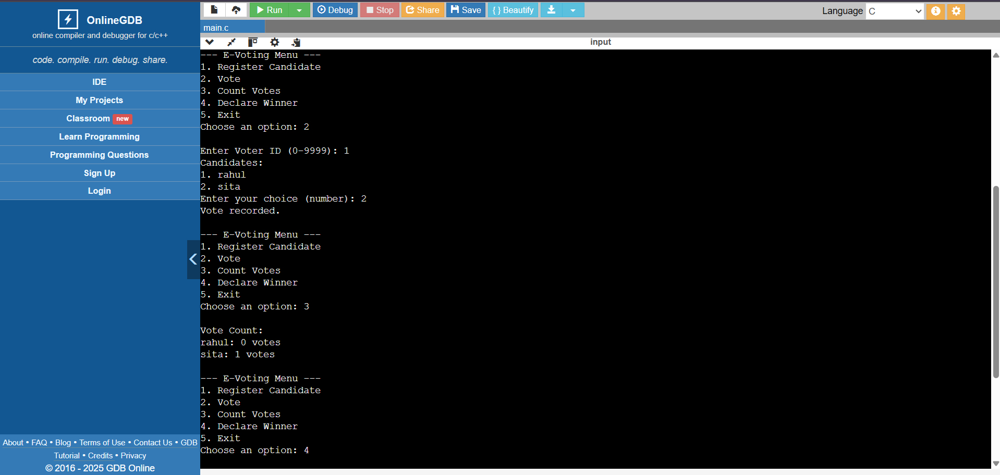 OnlineGDB
online compiler and debugger for c/c++
code. compile. run. debug. share.
IDE
My Projects
Classroom new
Learn Programming
Programming Questions
Sign Up
Login
About • FAQ • Blog • Terms of Use • Contact Us • GDB
Tutorial • Credits • Privacy
© 2016 - 2025 GDB Online
Run Debug Stop Share Save { } Beautify
Language C
main.c
input
--- E-Voting Menu ---
1. Register Candidate
2. Vote
3. Count Votes
4. Declare Winner
5. Exit
Choose an option: 2
Enter Voter ID (0-9999): 1
Candidates:
1. rahul
2. sita
Enter your choice (number): 2
Vote recorded.
--- E-Voting Menu ---
1. Register Candidate
2. Vote
3. Count Votes
4. Declare Winner
5. Exit
Choose an option: 3
Vote Count:
rahul: 0 votes
sita: 1 votes
--- E-Voting Menu ---
1. Register Candidate
2. Vote
3. Count Votes
4. Declare Winner
5. Exit
Choose an option: 4